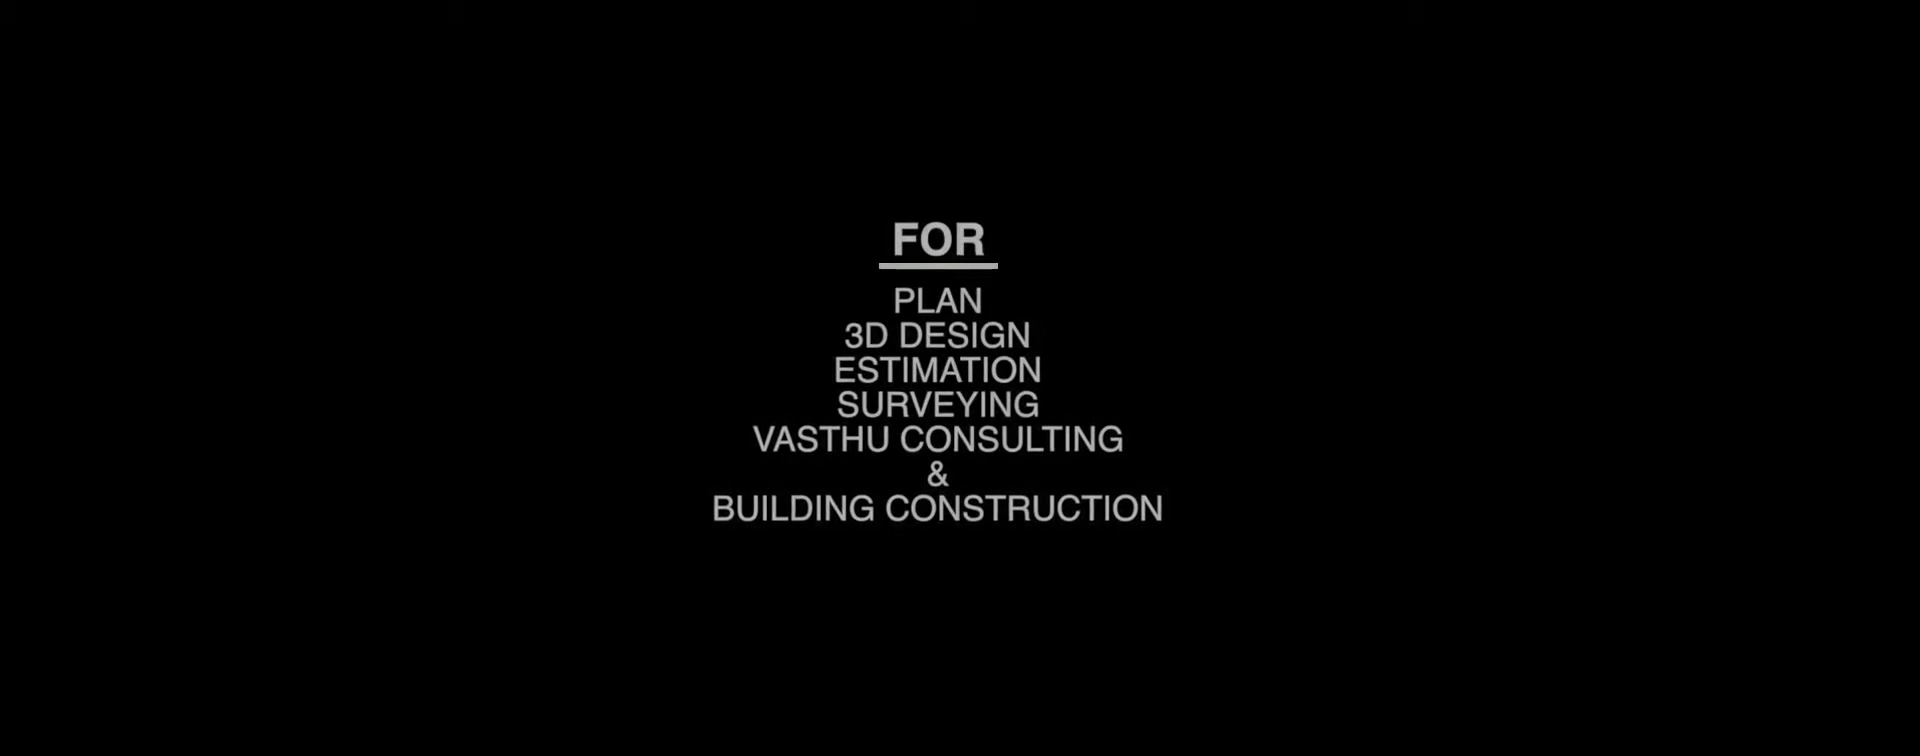 FOR
PLAN
3D DESIGN
ESTIMATION
SURVEYING
VASTHU CONSULTING
&
BUILDING CONSTRUCTION